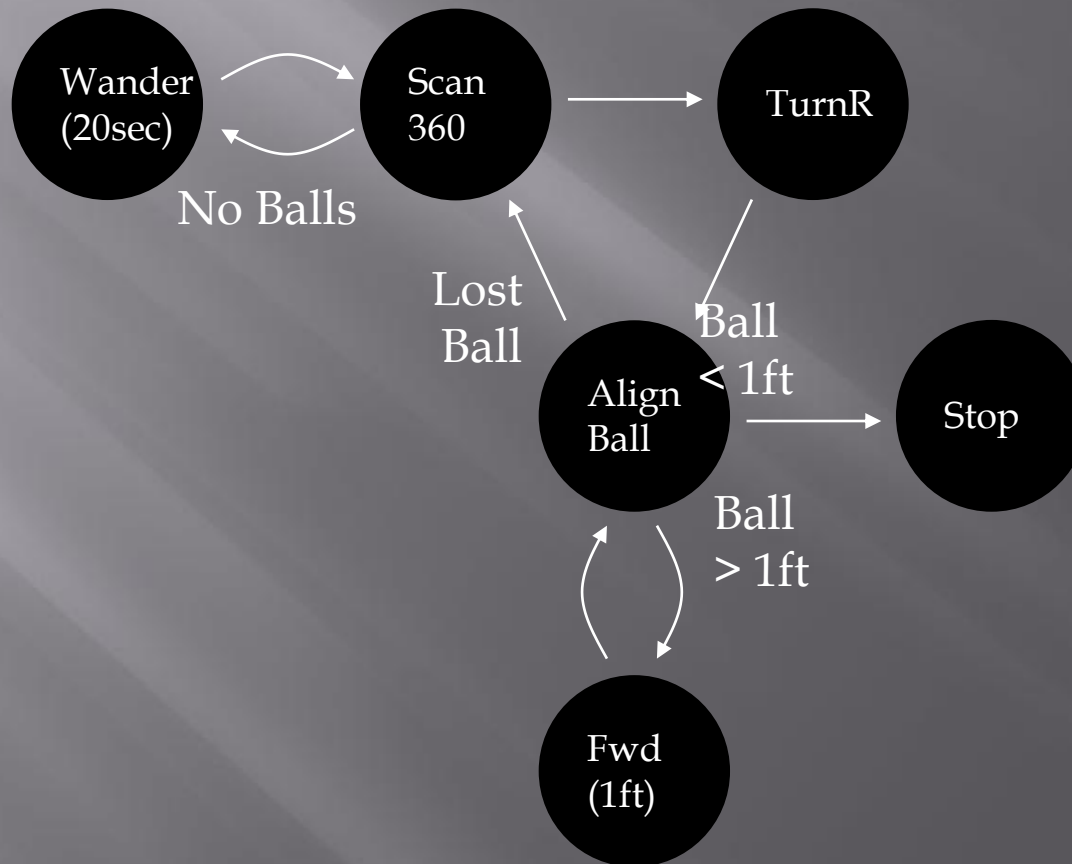 Wander
(20sec)
Scan
360
TurnR
No Balls
Lost
Ball
Ball
< 1ft
Align
Ball
Stop
Ball
> 1ft
Fwd
(1ft)